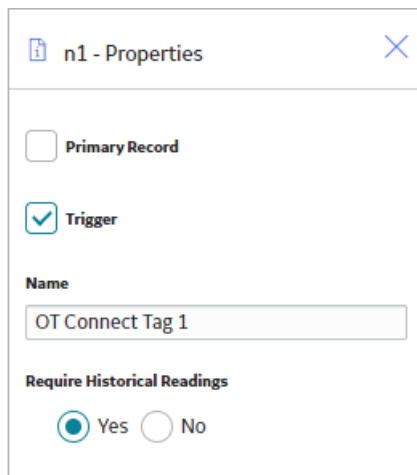 n1 - Properties
Primary Record
Trigger
Name
OT Connect Tag 1
Require Historical Readings
Yes No